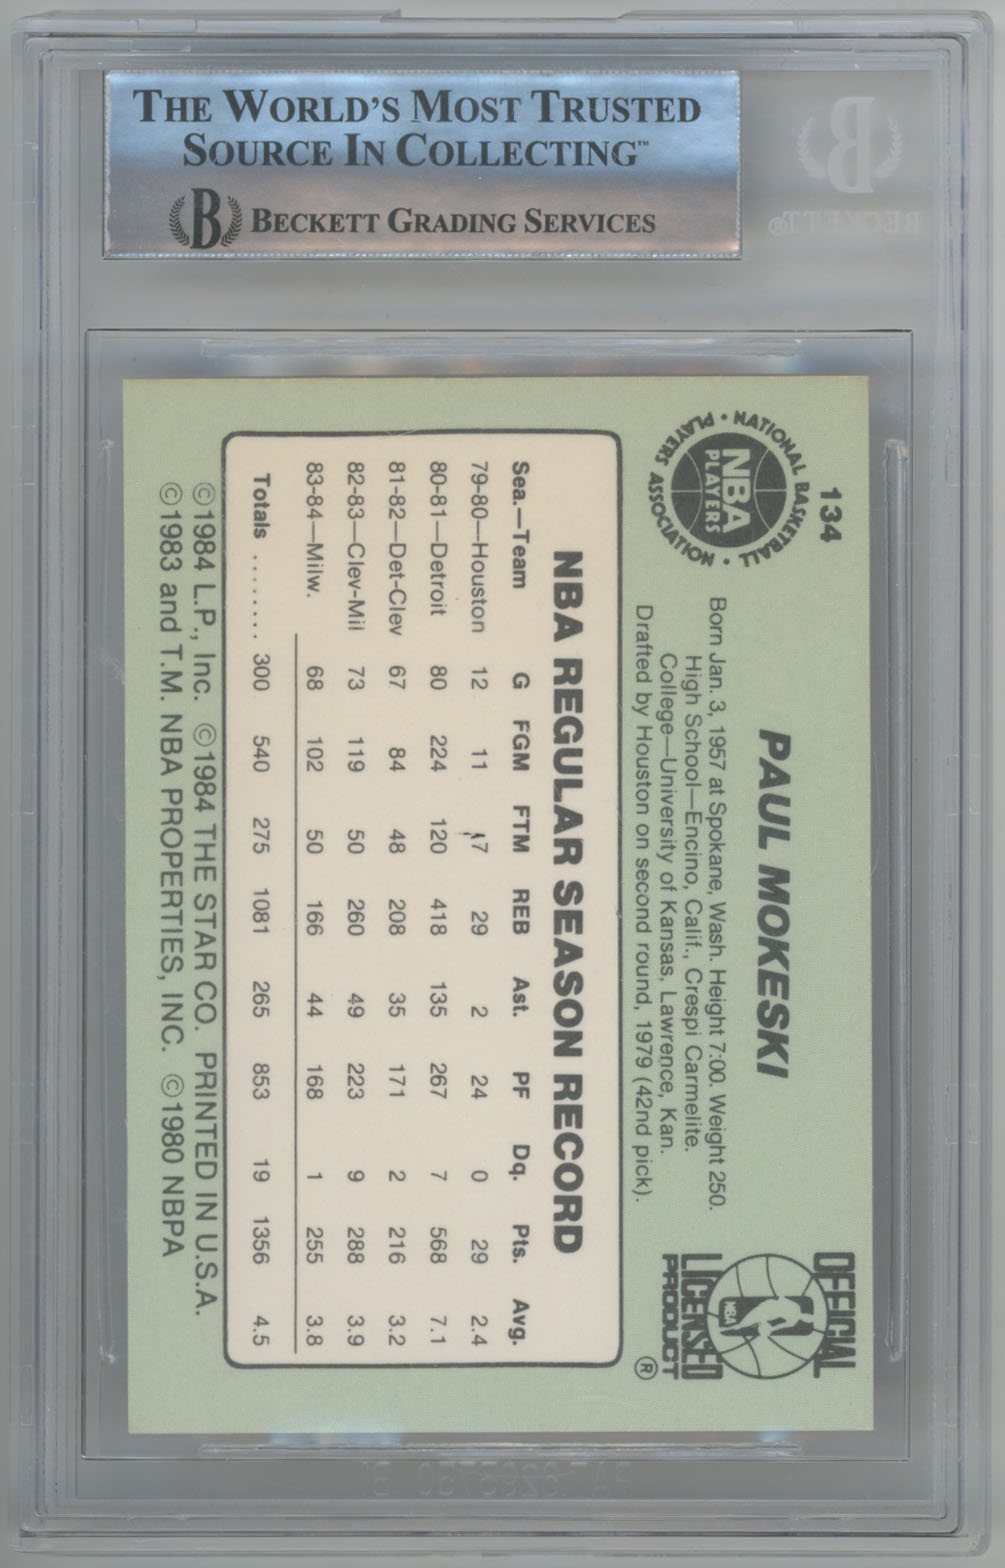 THE WORLD'S MOST TRUSTED
SOURCE IN COLLECTING™
B BECKETT GRADING SERVICES
B
BECKETT®
134
NATIONAL BASKETBALL
PLAYERS ASSOCIATION
NBA
PLAYERS
PAUL MOKESKI
Born Jan. 3, 1957 at Spokane, Wash. Height 7:00. Weight 250.
High School—Encino, Calif., Crespi Carmelite.
College—University of Kansas, Lawrence, Kan.
Drafted by Houston on second round, 1979 (42nd pick).
OFFICIAL
NBA
LICENSED
PRODUCT
®
NBA REGULAR SEASON RECORD
Sea.—Team G FGM FTM REB Ast. PF Dq. Pts. Avg.
79-80—Houston 12 11 7 29 2 24 0 29 2.4
80-81—Detroit 80 224 120 418 135 267 7 568 7.1
81-82—Det-Clev 67 84 48 208 35 171 2 216 3.2
82-83—Clev-Mil 73 119 50 260 49 223 9 288 3.9
83-84—Milw. 68 102 50 166 44 168 1 255 3.8
Totals ........ 300 540 275 1081 265 853 19 1356 4.5
©1984 L.P., Inc. ©1984 THE STAR CO. PRINTED IN U.S.A.
©1983 and T.M. NBA PROPERTIES, INC. ©1980 NBPA